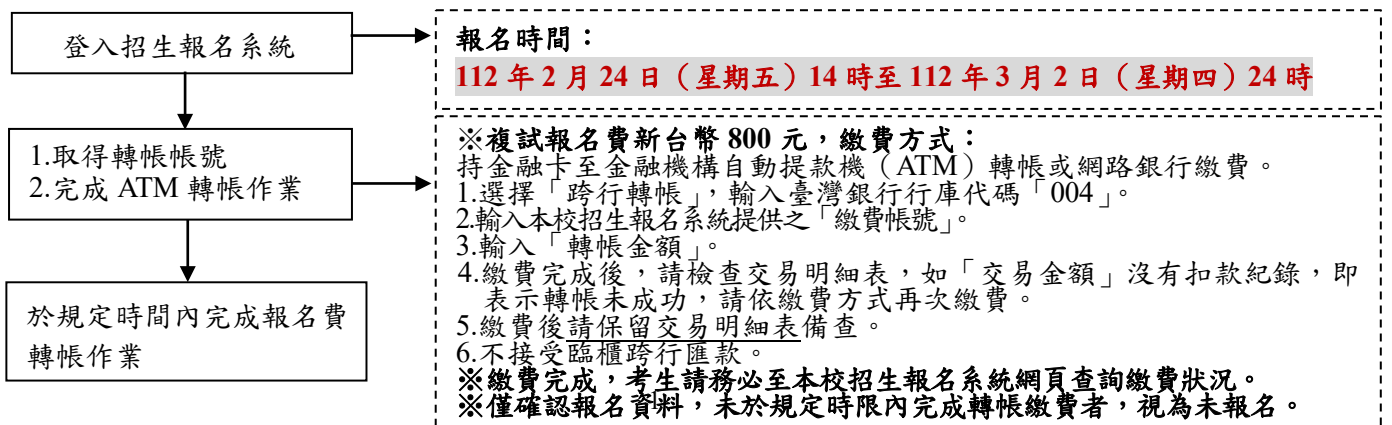 登入招生報名系統
報名時間：
112 年 2 月 24 日（星期五）14 時至 112 年 3 月 2 日（星期四）24 時
1.取得轉帳帳號
2.完成 ATM 轉帳作業
※複試報名費新台幣 800 元，繳費方式：
持金融卡至金融機構自動提款機（ATM）轉帳或網路銀行繳費。
1.選擇「跨行轉帳」，輸入臺灣銀行行庫代碼「004」。
2.輸入本校招生報名系統提供之「繳費帳號」。
3.輸入「轉帳金額」。
4.繳費完成後，請檢查交易明細表，如「交易金額」沒有扣款紀錄，即
表示轉帳未成功，請依繳費方式再次繳費。
5.繳費後請保留交易明細表備查。
6.不接受臨櫃跨行匯款。
※繳費完成，考生請務必至本校招生報名系統網頁查詢繳費狀況。
※僅確認報名資料，未於規定時限內完成轉帳繳費者，視為未報名。
於規定時間內完成報名費
轉帳作業